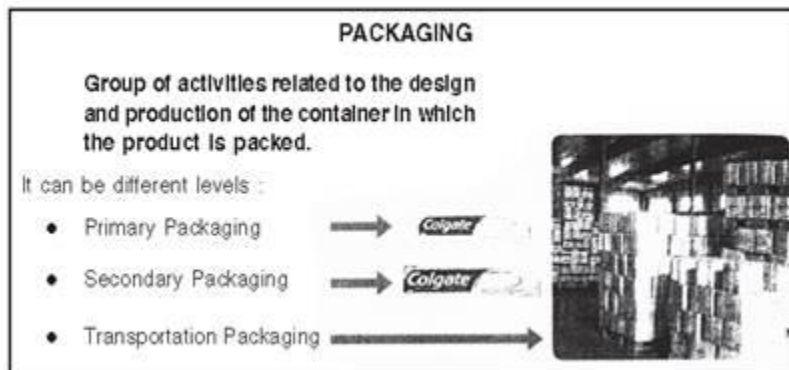 PACKAGING
Group of activities related to the design
and production of the container in which
the product is packed.
It can be different levels :
• Primary Packaging
Colgate
• Secondary Packaging
Colgate
• Transportation Packaging